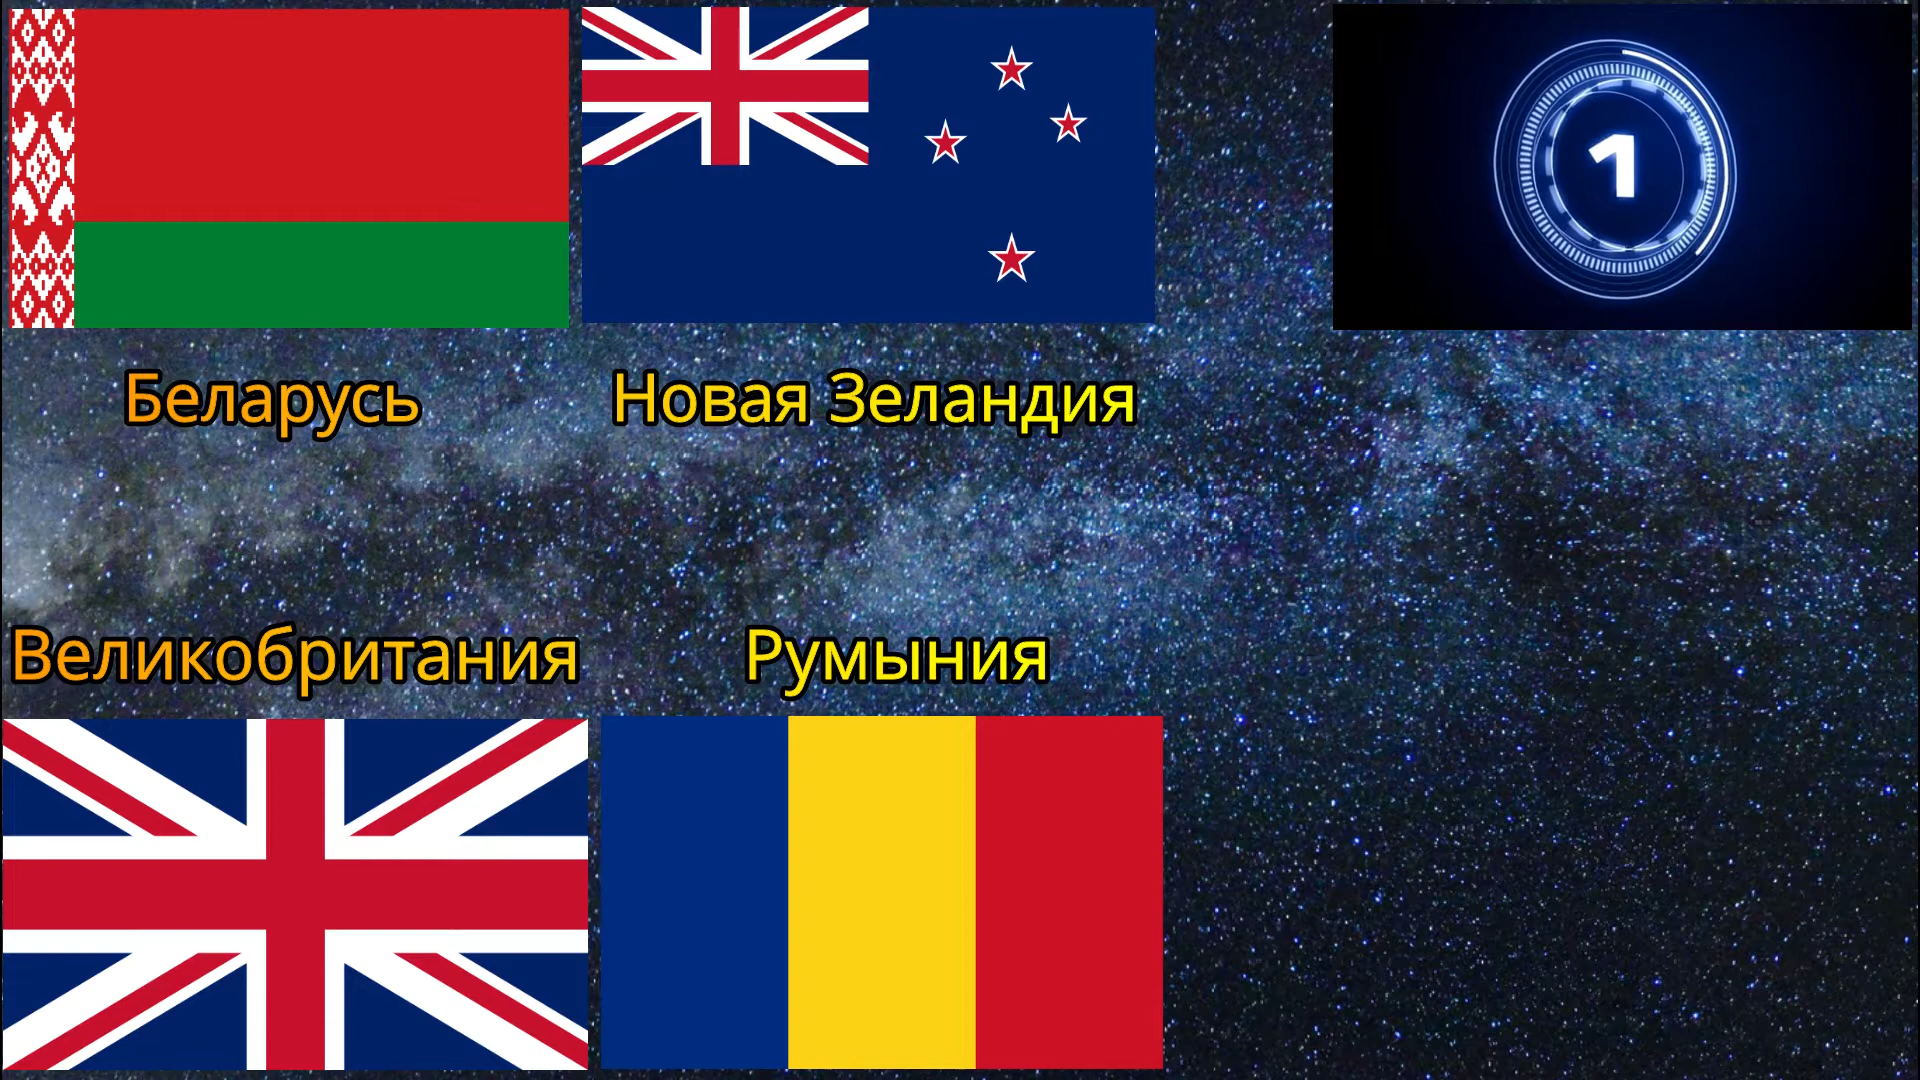 1
Беларусь
Новая Зеландия
Великобритания
Румыния